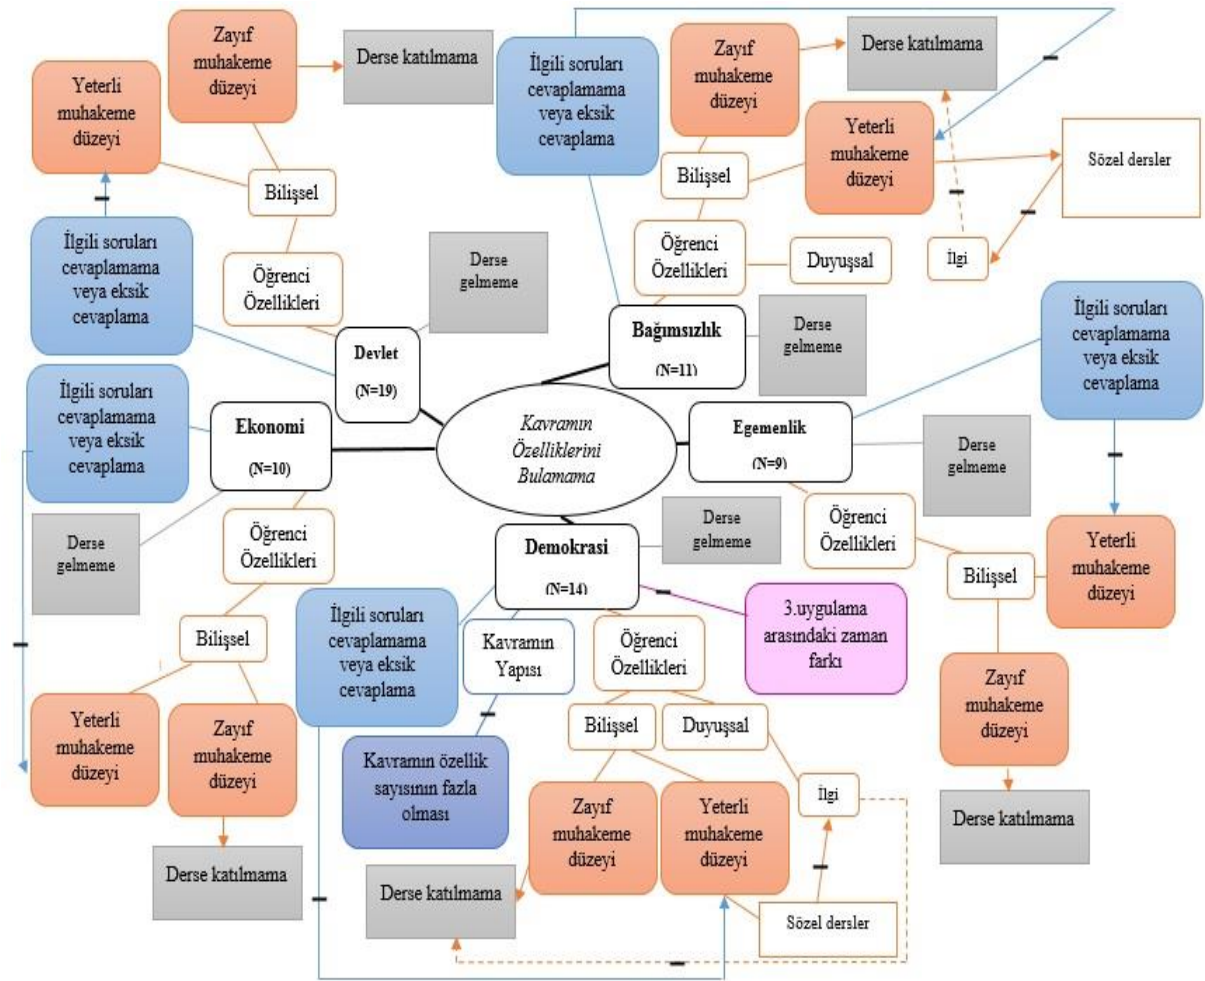 Zayıf
muhakeme
düzeyi
Derse katılmama
Yeterli
muhakeme
düzeyi
Bilişsel
İlgili soruları
cevaplamama
veya eksik
cevaplama
Öğrenci
Özellikleri
Derse
gelmeme
Devlet
(N=19)
İlgili soruları
cevaplamama
veya eksik
cevaplama
Zayıf
muhakeme
düzeyi
Derse katılmama
Yeterli
muhakeme
düzeyi
Sözel dersler
Bilişsel
Öğrenci
Özellikleri
Duyuşsal
İlgi
Bağımsızlık
(N=11)
Derse
gelmeme
İlgili soruları
cevaplamama
veya eksik
cevaplama
İlgili soruları
cevaplamama
veya eksik
cevaplama
Ekonomi
(N=10)
Kavramın
Özelliklerini
Bulamama
Egemenlik
(N=9)
Derse
gelmeme
Derse
gelmeme
Öğrenci
Özellikleri
Bilişsel
Yeterli
muhakeme
düzeyi
Zayıf
muhakeme
düzeyi
Derse katılmama
Demokrasi
(N=14)
Derse
gelmeme
Öğrenci
Özellikleri
Bilişsel
Yeterli
muhakeme
düzeyi
Zayıf
muhakeme
düzeyi
Derse katılmama
İlgili soruları
cevaplamama
veya eksik
cevaplama
Kavramın
Yapısı
Öğrenci
Özellikleri
3.uygulama
arasındaki zaman
farkı
Bilişsel
Duyuşsal
Kavramın özellik
sayısının fazla
olması
Zayıf
muhakeme
düzeyi
Yeterli
muhakeme
düzeyi
İlgi
Derse katılmama
Sözel dersler